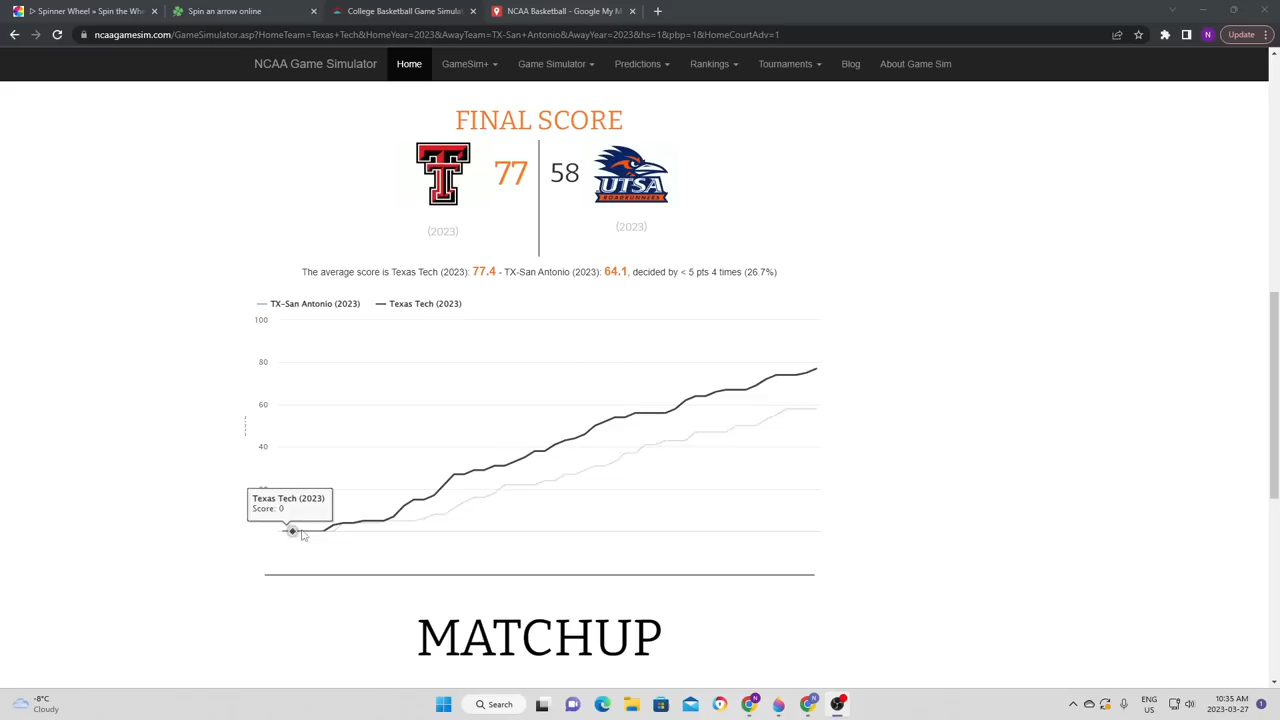 Spinner Wheel » Spin the Whe
Spin an arrow online
College Basketball Game Simulat
NCAA Basketball - Google My M
ncaagamesim.com/GameSimulator.asp?HomeTeam=Texas+Tech&HomeYear=2023&AwayTeam=TX-San+Antonio&AwayYear=2023&hs=1&pbp=1&HomeCourtAdv=1
N
Update
NCAA Game Simulator
Home
GameSim+
Game Simulator
Predictions
Rankings
Tournaments
Blog
About Game Sim
FINAL SCORE
T
77
58
UTSA
ROADRUNNERS
(2023)
(2023)
The average score is Texas Tech (2023): 77.4 - TX-San Antonio (2023): 64.1, decided by < 5 pts 4 times (26.7%)
TX-San Antonio (2023)
Texas Tech (2023)
100
80
60
40
Texas Tech (2023)
Score: 0
MATCHUP
-8°C
Cloudy
Search
ENG
US
10:35 AM
2023-03-27